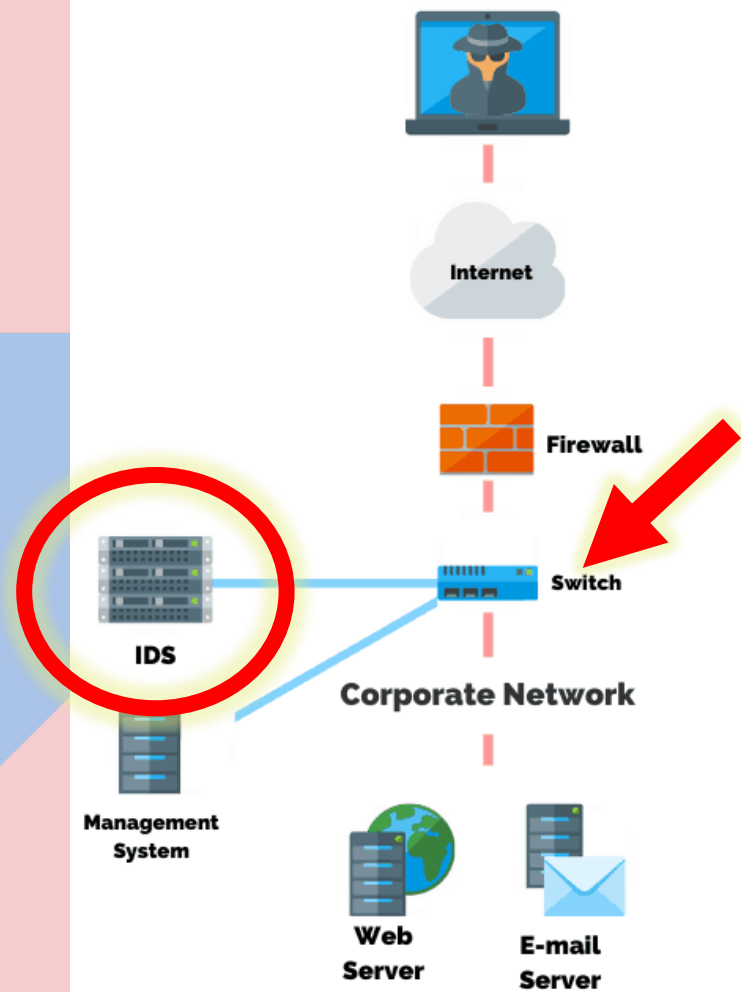 Internet
Firewall
Switch
IDS
Corporate Network
Management
System
Web
Server
E-mail
Server